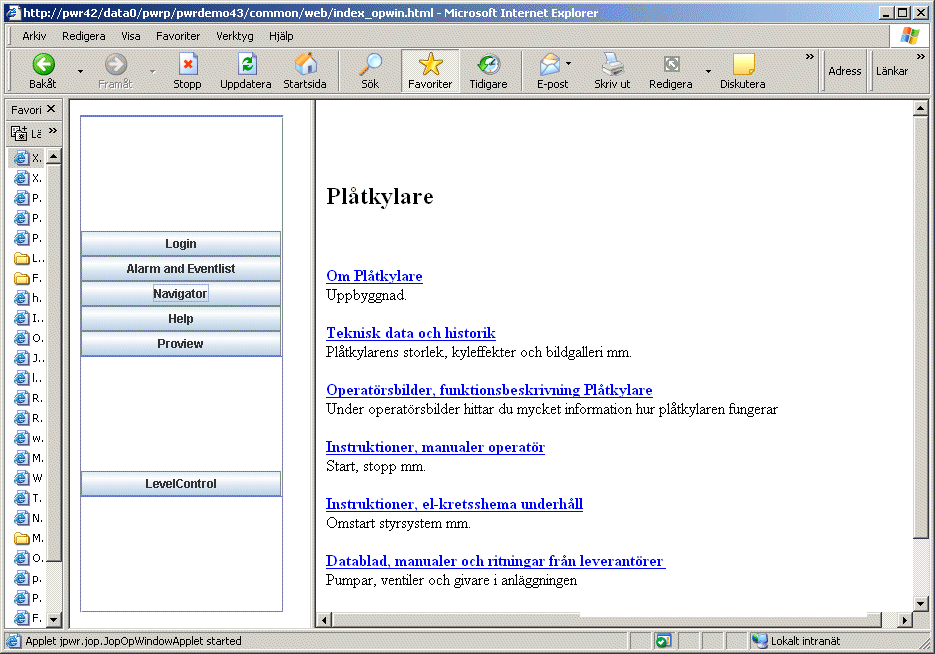 http://pwr42/data0/pwrp/pwrdemo43/common/web/index_opwin.html - Microsoft Internet Explorer
Arkiv Redigera Visa Favoriter Verktyg Hjälp
Bakåt Framåt Stopp Uppdatera Startsida Sök Favoriter Tidigare E-post Skriv ut Redigera Diskutera » Adress Länkar »
Favori
Lä »
X.
X.
P.
P.
P.
L..
F.
h.
I..
O.
J..
l..
R.
R.
w.
M.
W
T.
N.
M.
O.
p.
P.
F.
Login
Alarm and Eventlist
Navigator
Help
Proview
LevelControl
Plåtkylare
Om Plåtkylare
Uppbyggnad.
Teknisk data och historik
Plåtkylarens storlek, kyleffekter och bildgalleri mm.
Operatörsbilder, funktionsbeskrivning Plåtkylare
Under operatörsbilder hittar du mycket information hur plåtkylaren fungerar
Instruktioner, manualer operatör
Start, stopp mm.
Instruktioner, el-kretsshema underhåll
Omstart styrsystem mm.
Datablad, manualer och ritningar från leverantörer
Pumpar, ventiler och givare i anläggningen
Applet jpwr.jop.JopOpWindowApplet started
Lokalt intranät